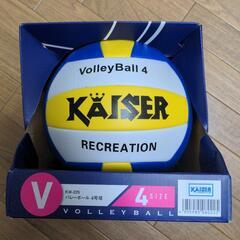 VolleyBall 4
KAISER
RECREATION
V
KW-225
バレーボール 4号球
4 SIZE
KAISER
VOLLEYBALL